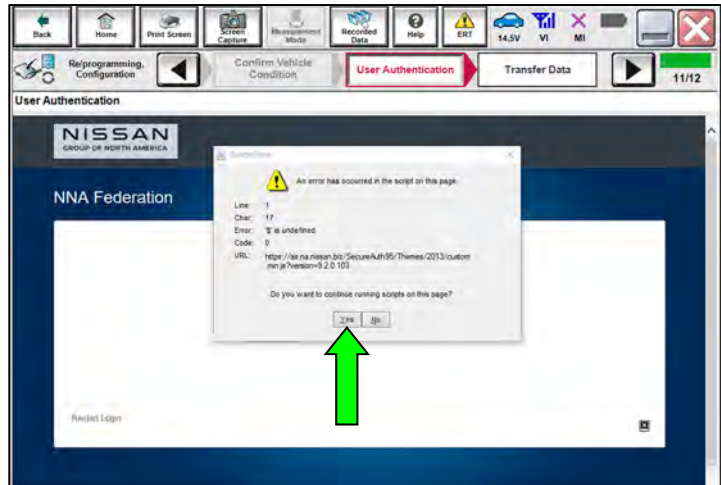 Back
Home
Print Screen
Screen
Capture
Measurement
Mode
Recorded
Data
Help
ERT
14.5V
VI
MI
Re/programming,
Configuration
Confirm Vehicle
Condition
User Authentication
Transfer Data
11/12
User Authentication
NISSAN
GROUP OF NORTH AMERICA
NNA Federation
An error has occurred in the script on this page.
Line: 1
Char: 17
Error: '$' is undefined
Code: 0
URL: https://air.na.nissan.biz/SecureAuth95/Themes/2013/custom
min.js?version=9.2.0.103
Do you want to continue running scripts on this page?
Yes
No
Restart Login